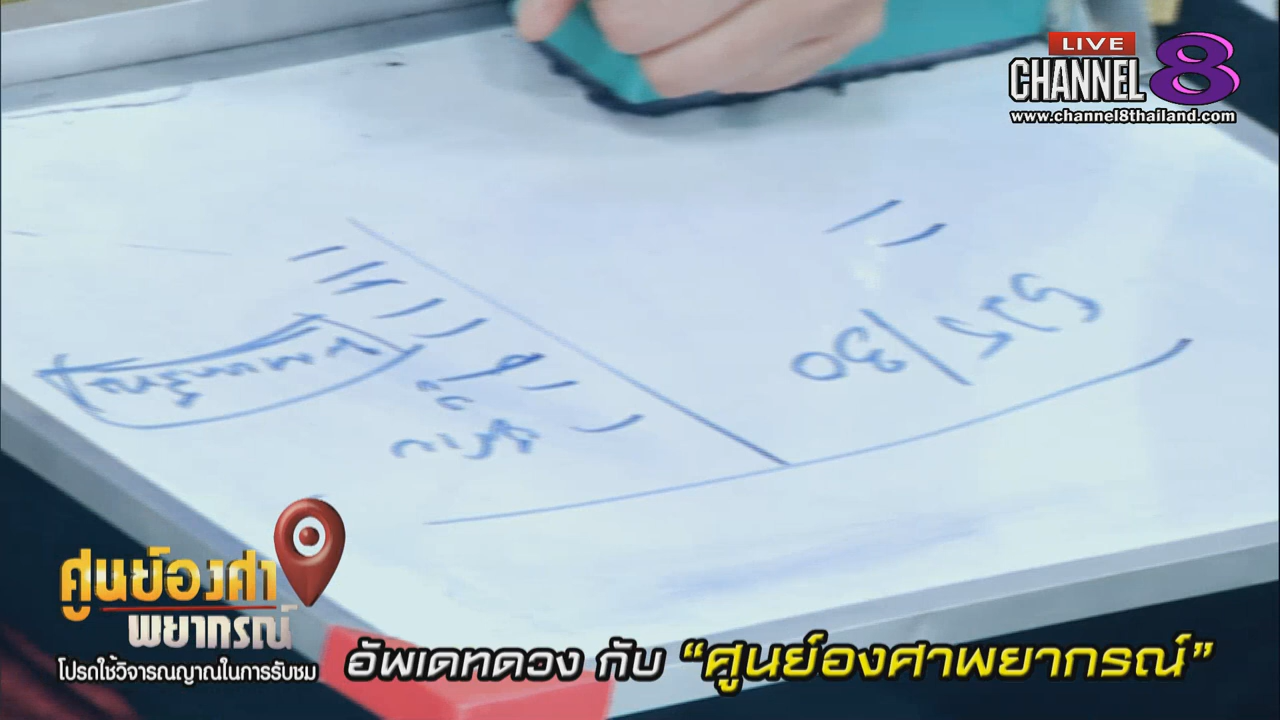 LIVE
CHANNEL 8
www.channel8thailand.com
30
ศูนย์องศา
พยากรณ์
โปรดใช้วิจารณญาณในการรับชม
อัพเดทดวง กับ “ศูนย์องศาพยากรณ์”